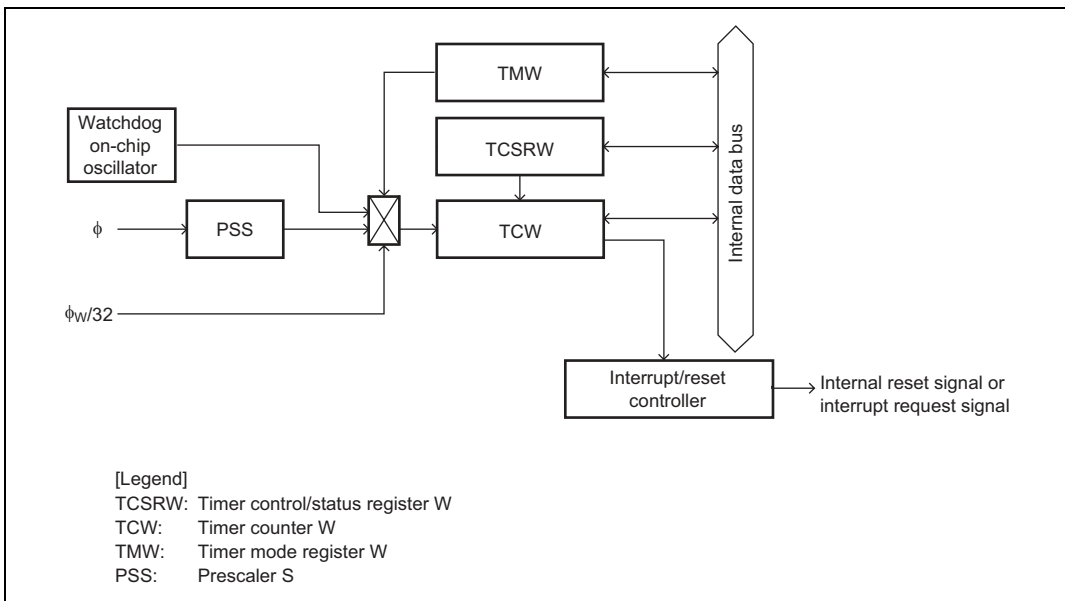 TMW
Watchdog
on-chip
oscillator
TCSRW
Internal data bus
ϕ
PSS
TCW
ϕW/32
Interrupt/reset
controller
Internal reset signal or
interrupt request signal
[Legend]
TCSRW: Timer control/status register W
TCW: Timer counter W
TMW: Timer mode register W
PSS: Prescaler S